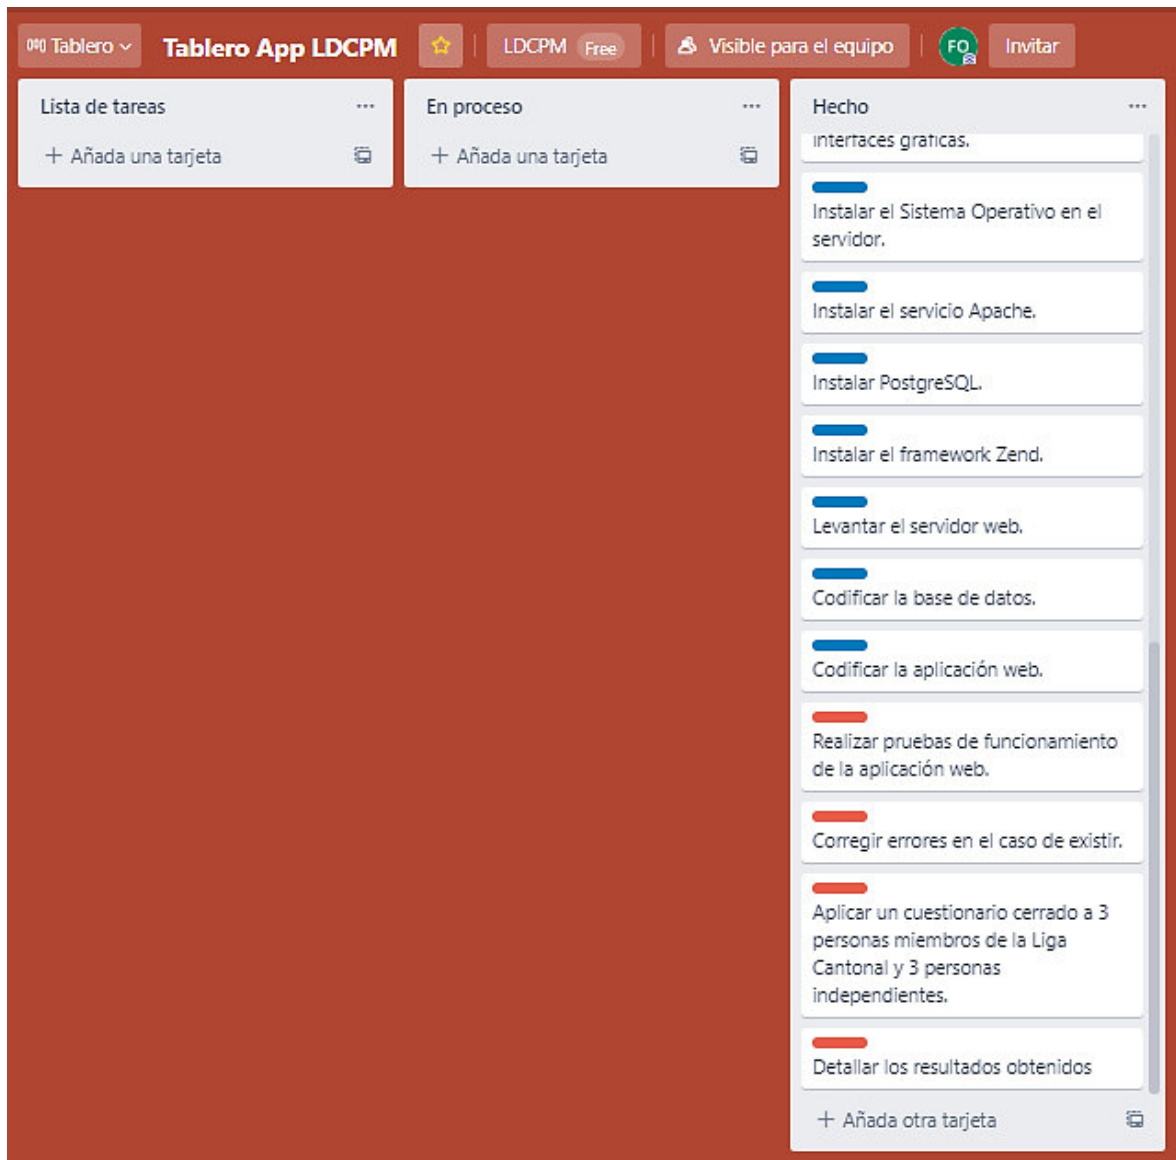 Tablero
Tablero App LDCPM
LDCPM Free
Visible para el equipo
FO
Invitar
Lista de tareas
Añada una tarjeta
En proceso
Añada una tarjeta
Hecho
interfaces gráficas.
Instalar el Sistema Operativo en el
servidor.
Instalar el servicio Apache.
Instalar PostgreSQL.
Instalar el framework Zend.
Levantar el servidor web.
Codificar la base de datos.
Codificar la aplicación web.
Realizar pruebas de funcionamiento
de la aplicación web.
Corregir errores en el caso de existir.
Aplicar un cuestionario cerrado a 3
personas miembros de la Liga
Cantonal y 3 personas
independientes.
Detallar los resultados obtenidos
Añada otra tarjeta